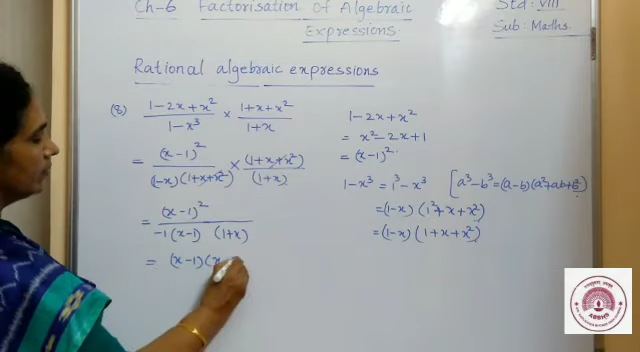 Ch-6 Factorisation of Algebraic Expressions.
Std: VIII
Sub: Maths.
Rational algebraic expressions
(8) (1-2x+x²)/(1-x³) × (1+x+x²)/(1+x)
= (x-1)²/((1-x)(1+x+x²)) × (1+x+x²)/(1+x)
= (x-1)²/(-1(x-1) (1+x))
= (x-1)(x
1-2x+x²
= x²-2x+1
= (x-1)².
1-x³ = 1³-x³ [a³-b³=(a-b)(a²+ab+b²)
=(1-x)(1²+x+x²)
=(1-x)(1+x+x²)